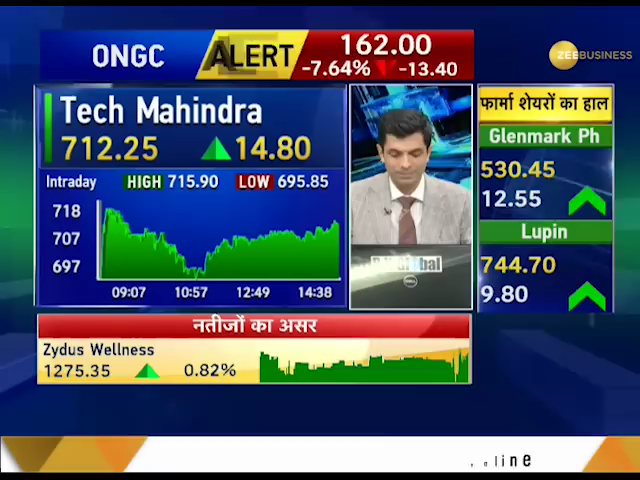 ONGC
ALERT
162.00
-7.64% -13.40
ZEEBUSINESS
Tech Mahindra
712.25 14.80
Intraday HIGH 715.90 LOW 695.85
718
707
697
09:07 10:57 12:49 14:38
DELL
फार्मा शेयरों का हाल
Glenmark Ph
530.45
12.55
Lupin
744.70
9.80
नतीजों का असर
Zydus Wellness
1275.35 0.82%